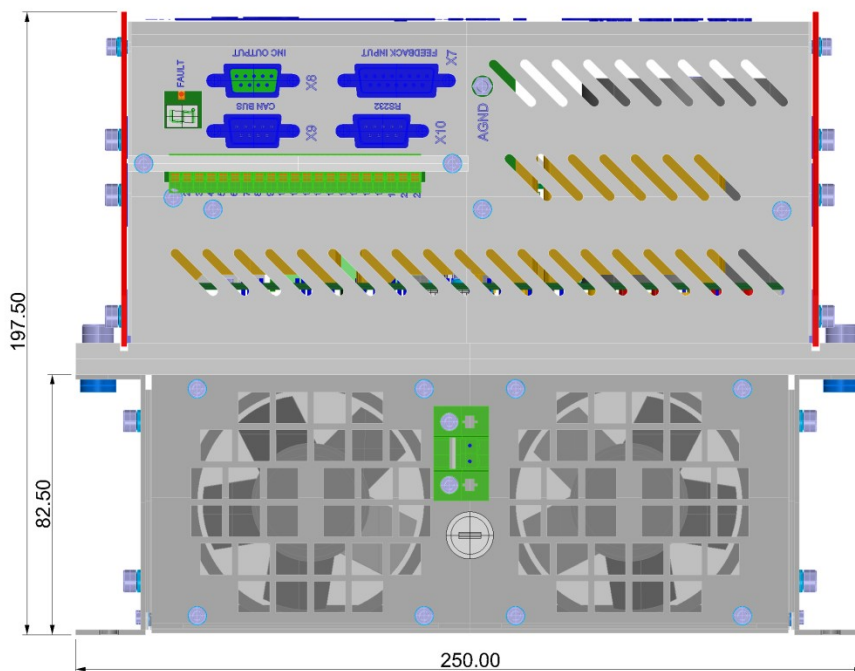 INC OUTPUT
FEEDBACK INPUT
X7
X8
FAULT
CAN BUS
RS232
X9
X10
AGND
197.50
82.50
250.00